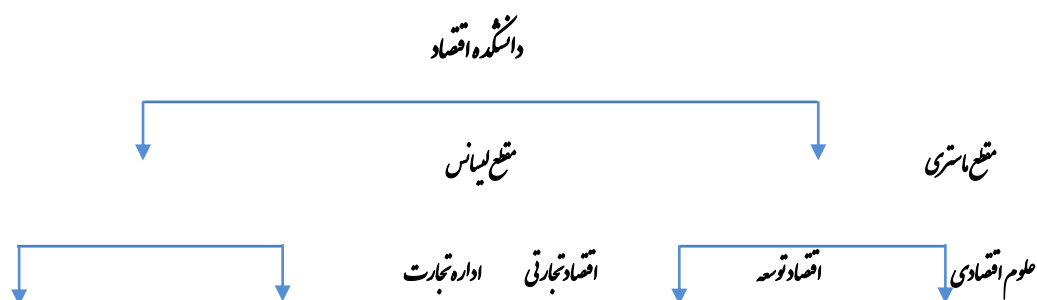 دانشکده اقتصاد
مقطع ماستری مقطع لیسانس
علوم اقتصادی اقتصاد توسعه اقتصاد تجارتی اداره تجارت